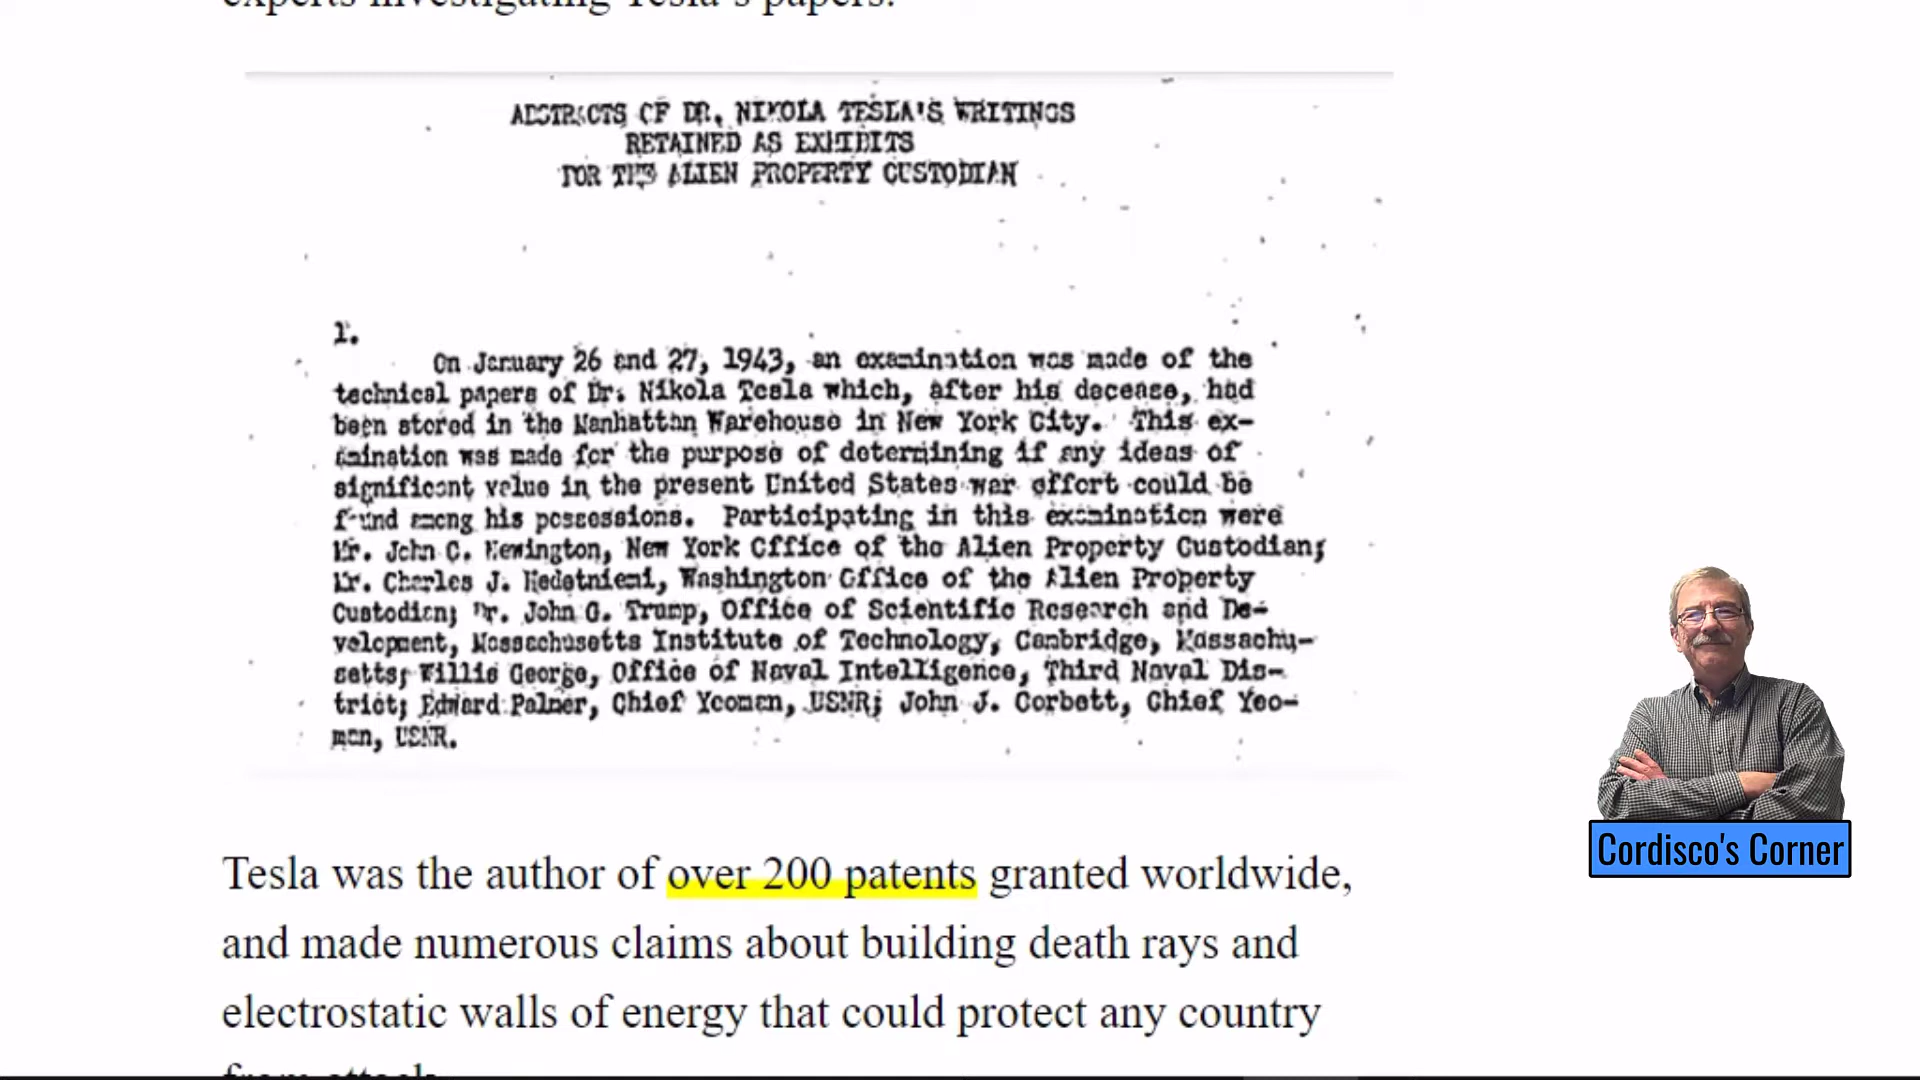 experts investigating Tesla's papers.
ABSTRACTS OF DR. NIKOLA TESLA'S WRITINGS
RETAINED AS EXHIBITS
FOR THE ALIEN PROPERTY CUSTODIAN
1.
On January 26 and 27, 1943, an examination was made of the
technical papers of Dr. Nikola Tesla which, after his decease, had
been stored in the Manhattan Warehouse in New York City. This ex-
amination was made for the purpose of determining if any ideas of
significant value in the present United States war effort could be
found among his possessions. Participating in this examination were
Mr. John C. Newington, New York Office of the Alien Property Custodian;
Mr. Charles J. Hedetniemi, Washington Office of the Alien Property
Custodian; Dr. John G. Trump, Office of Scientific Research and De-
velopment, Massachusetts Institute of Technology, Cambridge, Massachu-
setts; Willis George, Office of Naval Intelligence, Third Naval Dis-
trict; Edward Palmer, Chief Yeoman, USNR; John J. Corbett, Chief Yeo-
man, USNR.
Cordisco's Corner
Tesla was the author of over 200 patents granted worldwide,
and made numerous claims about building death rays and
electrostatic walls of energy that could protect any country
from attack.